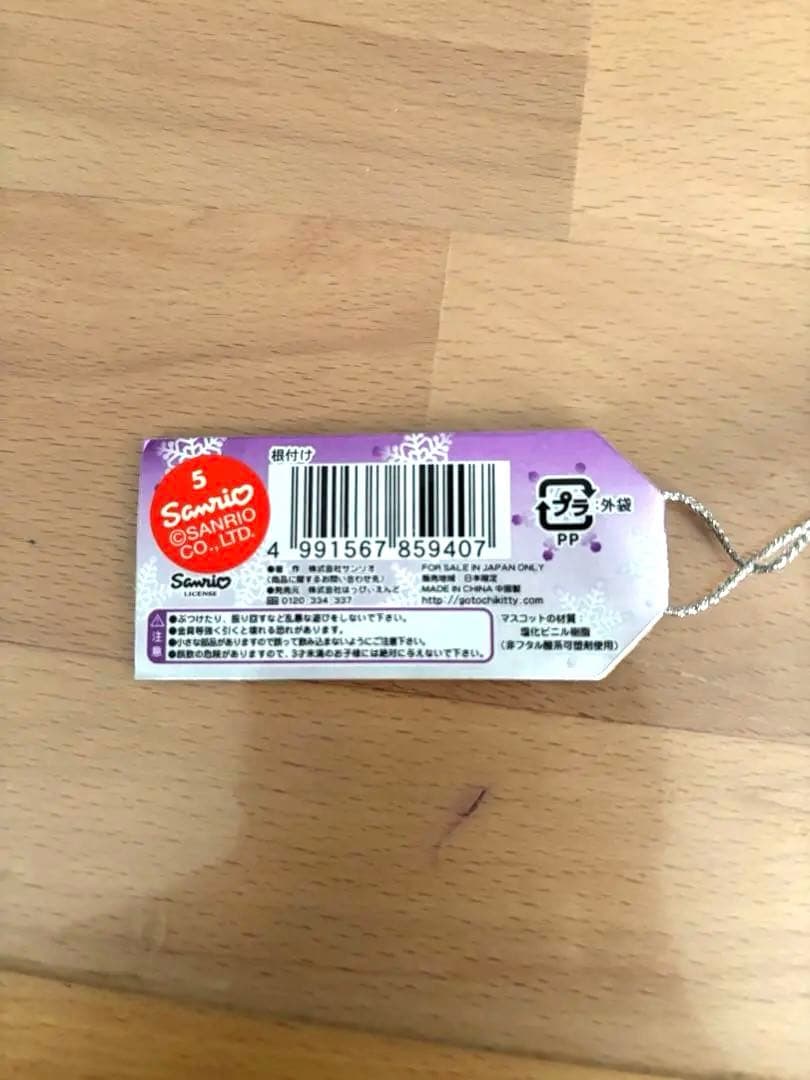 5
Sanrio
©SANRIO
CO.,LTD.
Sanrio
LICENSE
根付け
4 991567 859407
●著 作 株式会社サンリオ
(商品に関するお問い合わせ先)
●発売元 株式会社はっぴぃえんど
0120 334 337
FOR SALE IN JAPAN ONLY
販売地域 日本限定
MADE IN CHINA 中国製
http://gotochikitty.com
プラ :外袋
PP
注意
●ぶつけたり、振り回すなど乱暴な遊びをしないで下さい。
●金具等強く引くと壊れる恐れがあります。
●小さな部品がありますので誤って飲み込まないようにご注意下さい。
●誤飲の危険がありますので、3才未満のお子様には絶対に与えないで下さい。
マスコットの材質:
塩化ビニル樹脂
(非フタル酸系可塑剤使用)